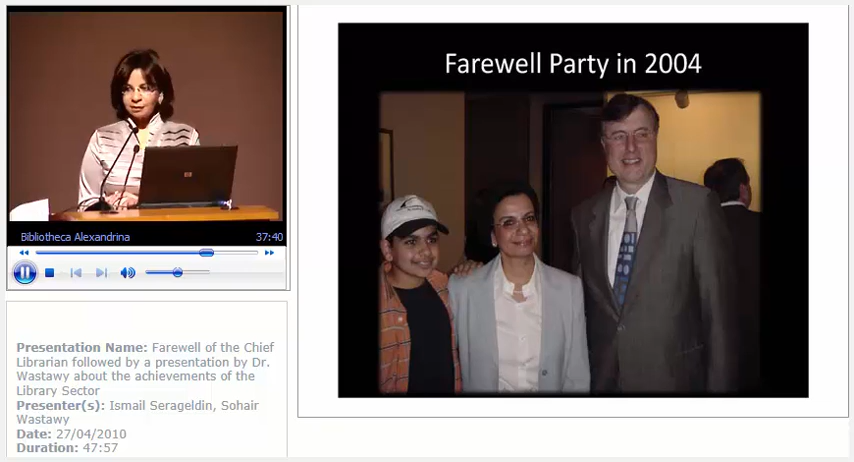 Farewell Party in 2004
hp
Bibliotheca Alexandrina 37:40
Presentation Name: Farewell of the Chief
Librarian followed by a presentation by Dr.
Wastawy about the achievements of the
Library Sector
Presenter(s): Ismail Serageldin, Sohair
Wastawy
Date: 27/04/2010
Duration: 47:57